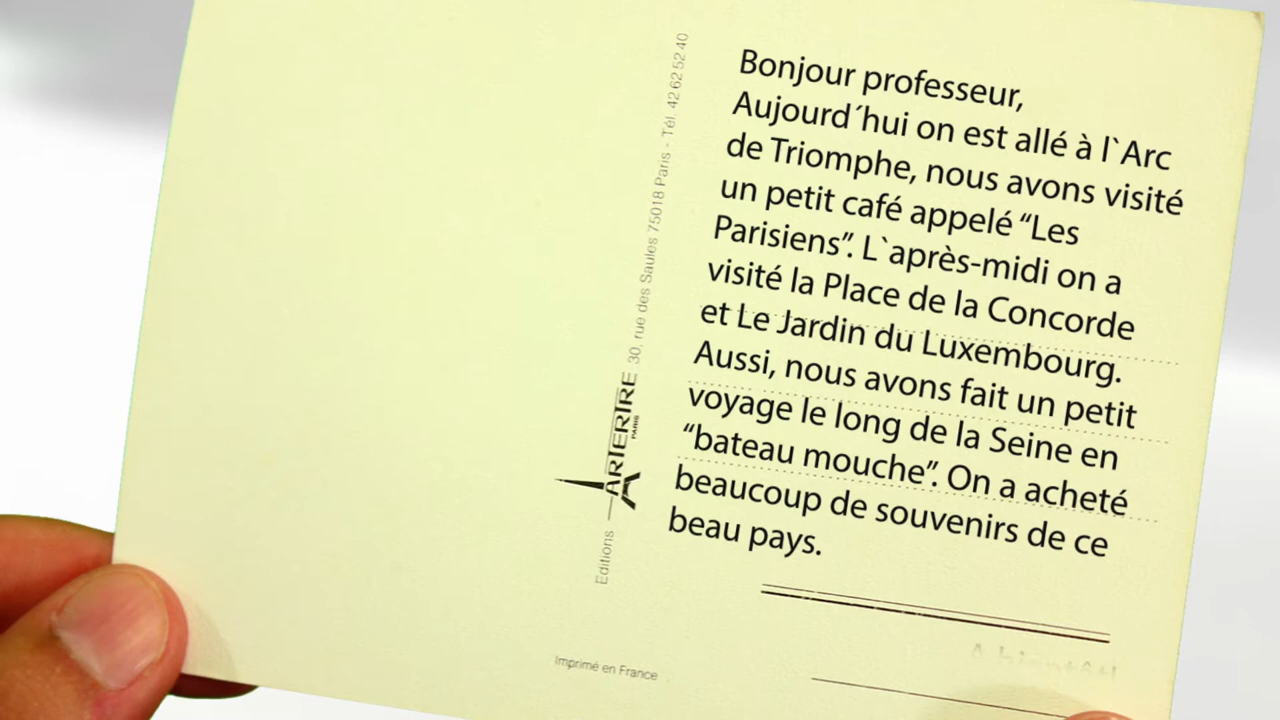 Bonjour professeur,
Aujourd´hui on est allé à l`Arc
de Triomphe, nous avons visité
un petit café appelé “Les
Parisiens”. L`après-midi on a
visité la Place de la Concorde
et Le Jardin du Luxembourg.
Aussi, nous avons fait un petit
voyage le long de la Seine en
“bateau mouche”. On a acheté
beaucoup de souvenirs de ce
beau pays.
A bientôt!
Editions ARTERTRE PARIS 30, rue des Saules 75018 Paris - Tél. 42 62 52 40
Imprimé en France